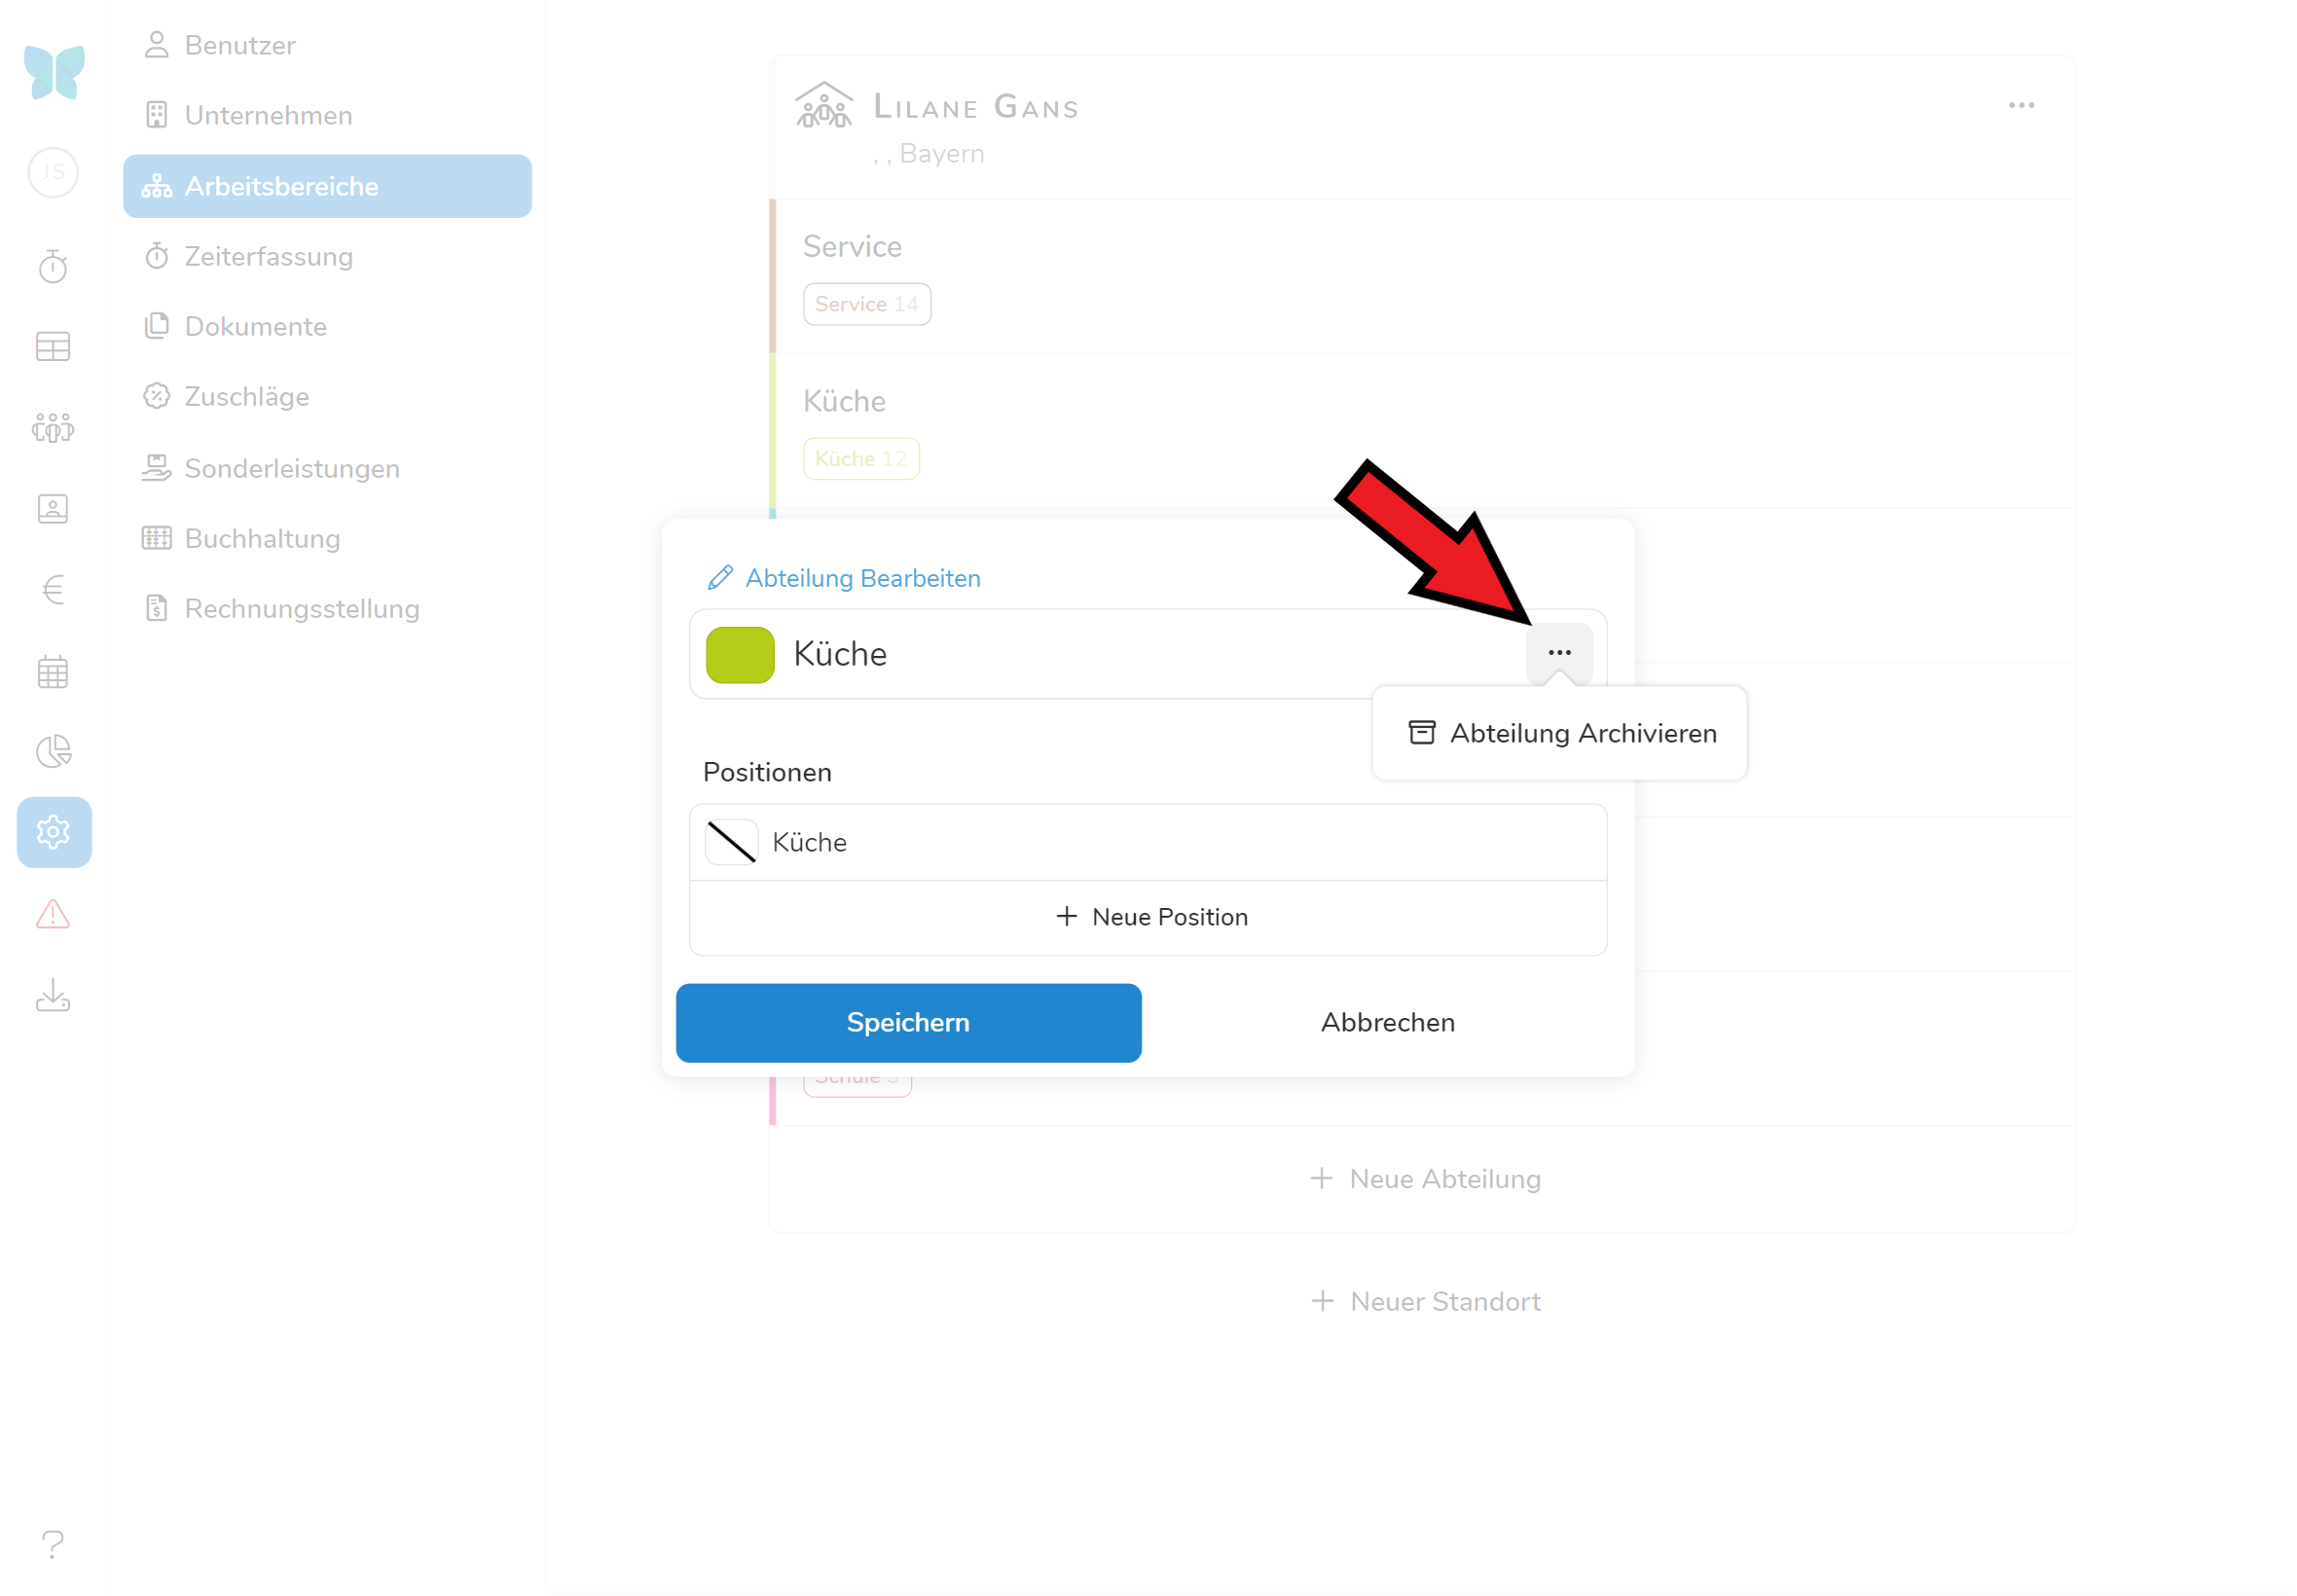 JS
Benutzer
Unternehmen
Arbeitsbereiche
Zeiterfassung
Dokumente
Zuschläge
Sonderleistungen
Buchhaltung
Rechnungsstellung
Lilane Gans
, , Bayern
Service
Service 14
Küche
Küche 12
Abteilung Bearbeiten
Küche
Abteilung Archivieren
Positionen
Küche
+ Neue Position
Speichern
Abbrechen
+ Neue Abteilung
+ Neuer Standort